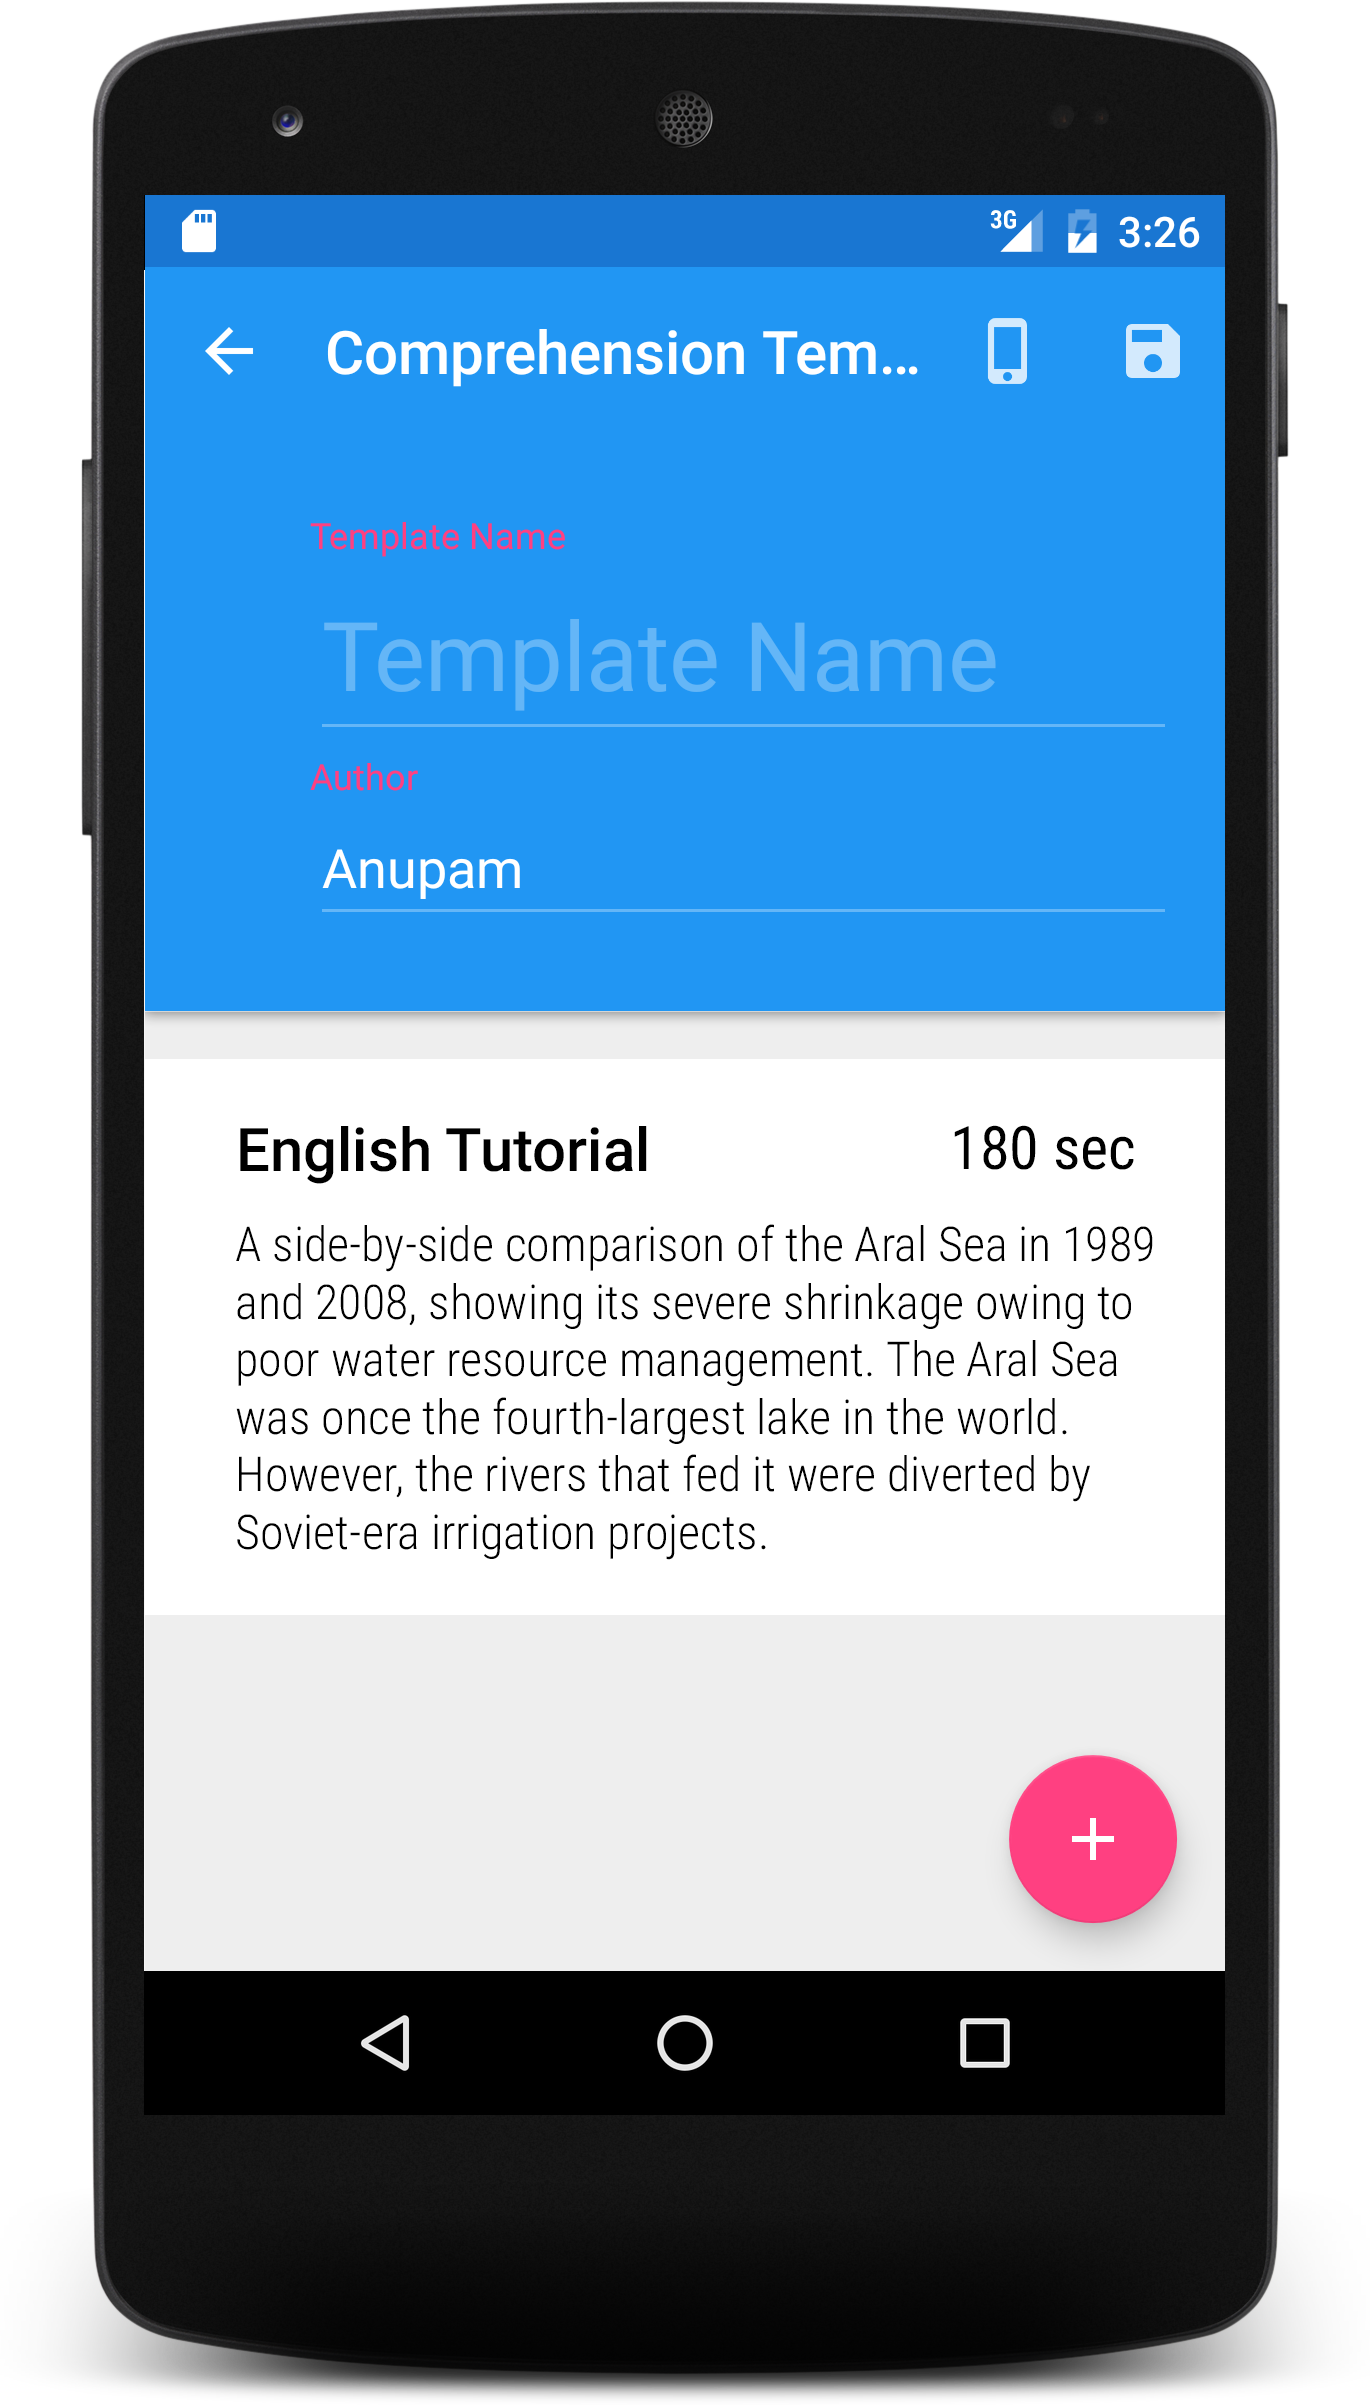 3G 3:26
Comprehension Tem...
Template Name
Template Name
Author
Anupam
English Tutorial 180 sec
A side-by-side comparison of the Aral Sea in 1989
and 2008, showing its severe shrinkage owing to
poor water resource management. The Aral Sea
was once the fourth-largest lake in the world.
However, the rivers that fed it were diverted by
Soviet-era irrigation projects.